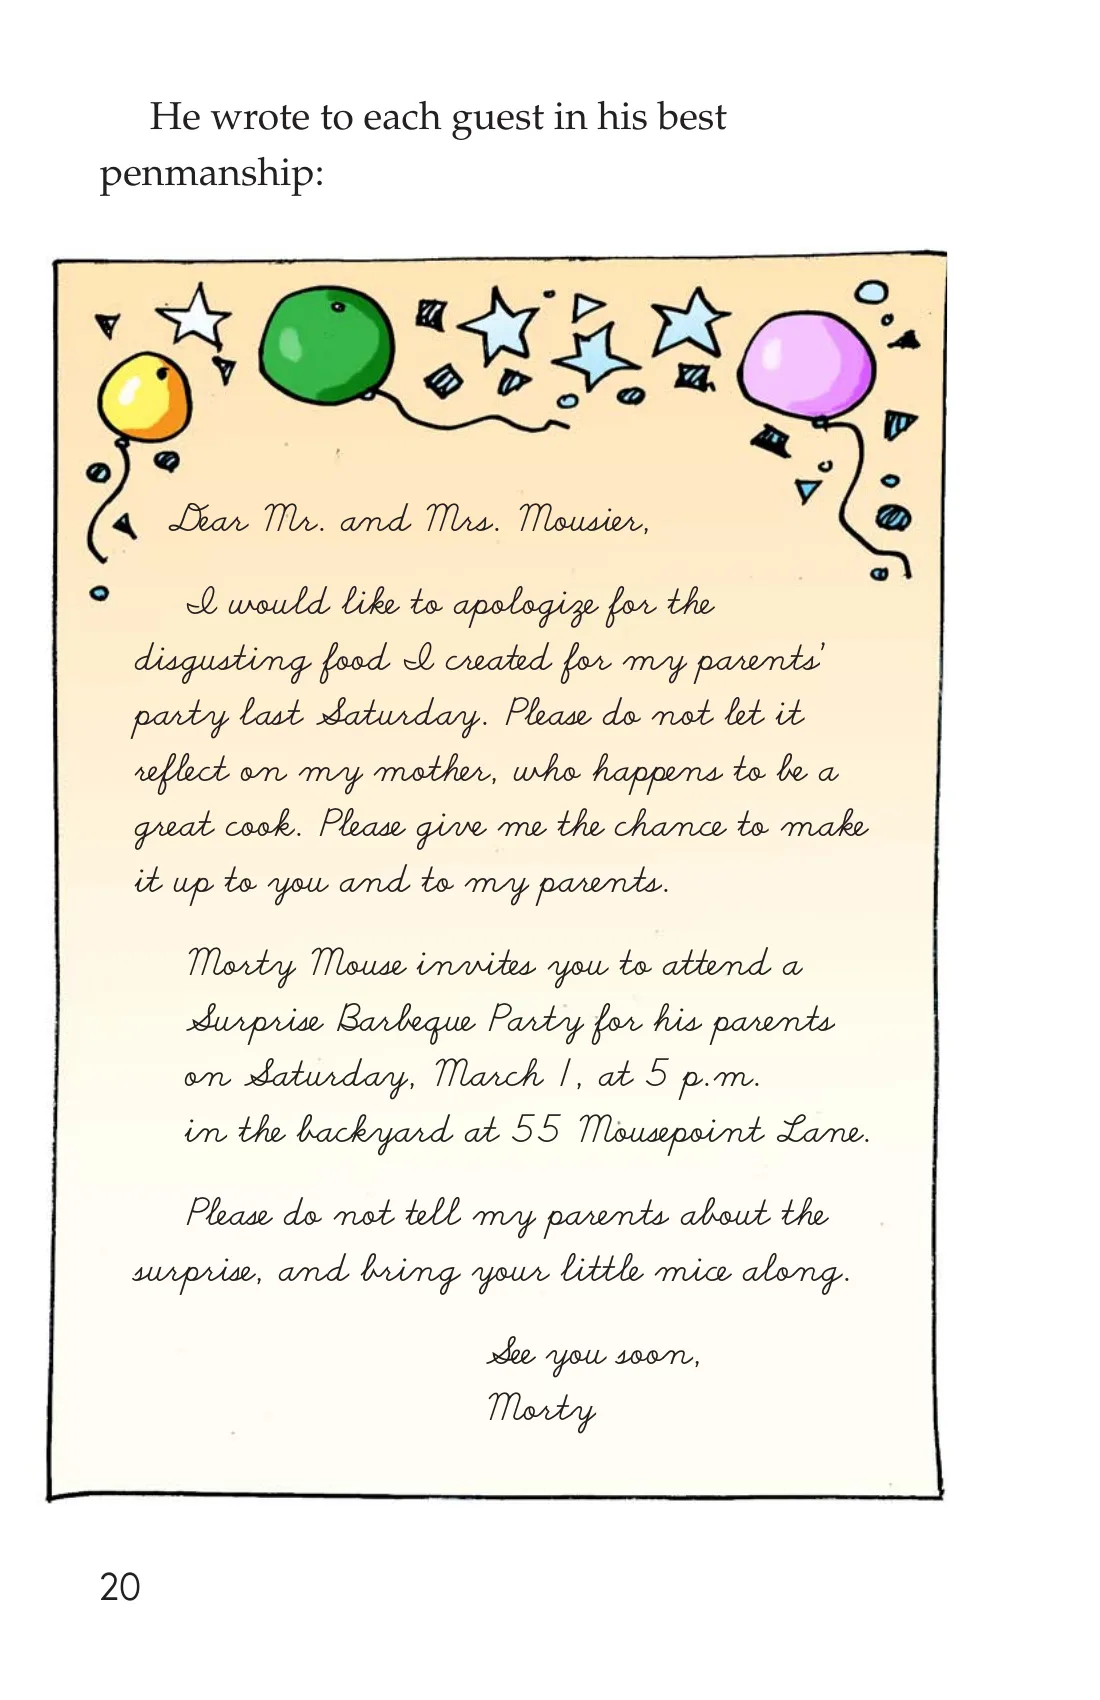 He wrote to each guest in his best
penmanship:
Dear Mr. and Mrs. Mousier,
I would like to apologize for the
disgusting food I created for my parents'
party last Saturday. Please do not let it
reflect on my mother, who happens to be a
great cook. Please give me the chance to make
it up to you and to my parents.
Morty Mouse invites you to attend a
Surprise Barbeque Party for his parents
on Saturday, March 1, at 5 p.m.
in the backyard at 55 Mousepoint Lane.
Please do not tell my parents about the
surprise, and bring your little mice along.
See you soon,
Morty
20